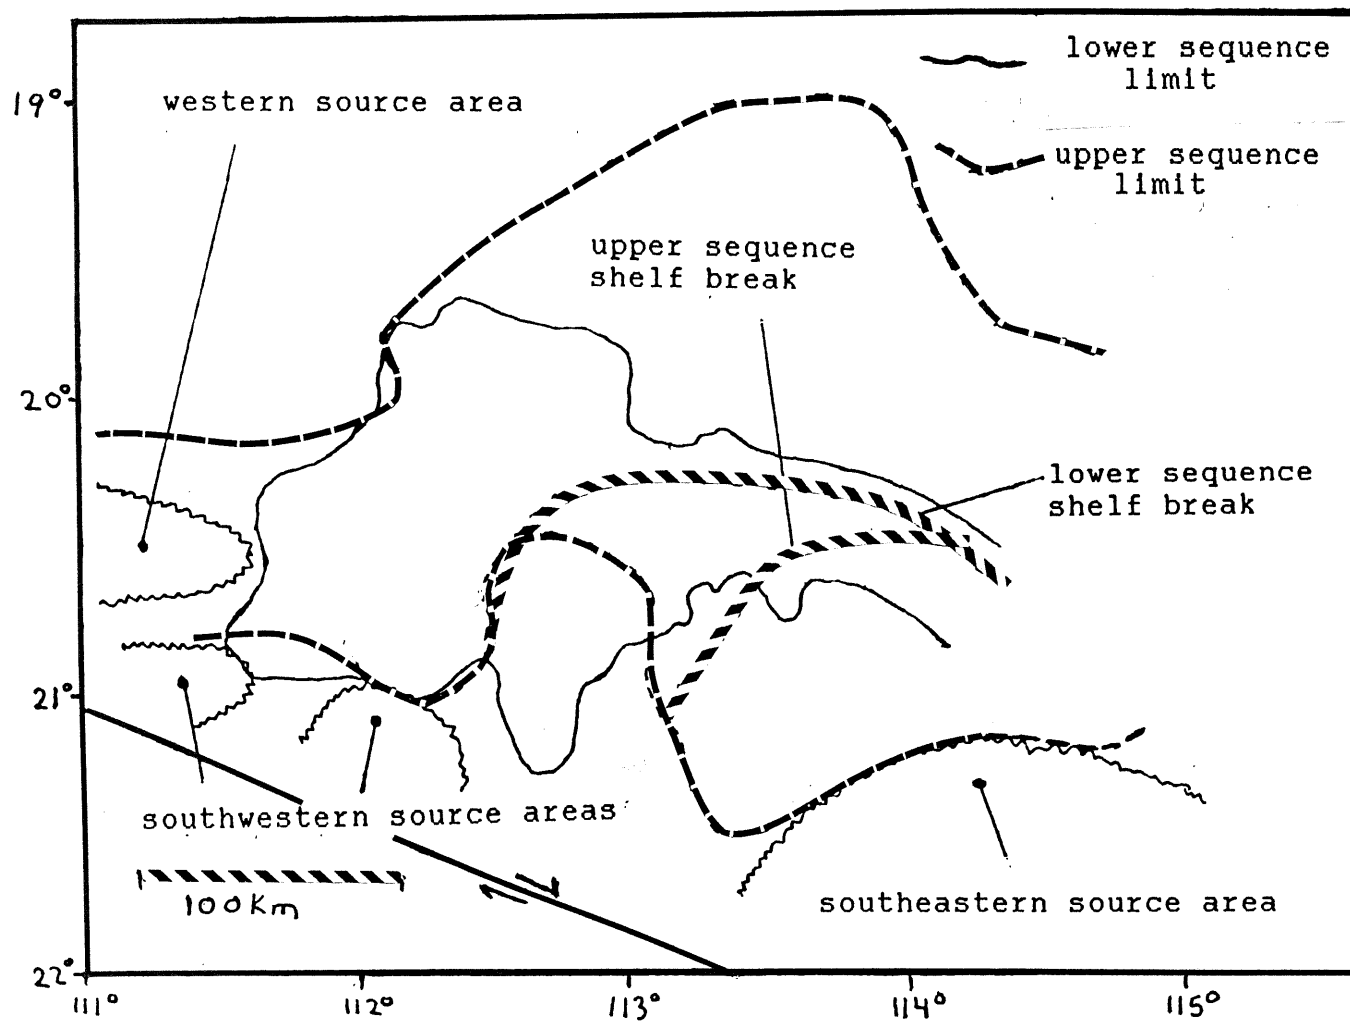 lower sequence
limit
19°
western source area
upper sequence
limit
upper sequence
shelf break
20°
lower sequence
shelf break
21°
southwestern source areas
100Km
southeastern source area
22°
111°
112°
113°
114°
115°